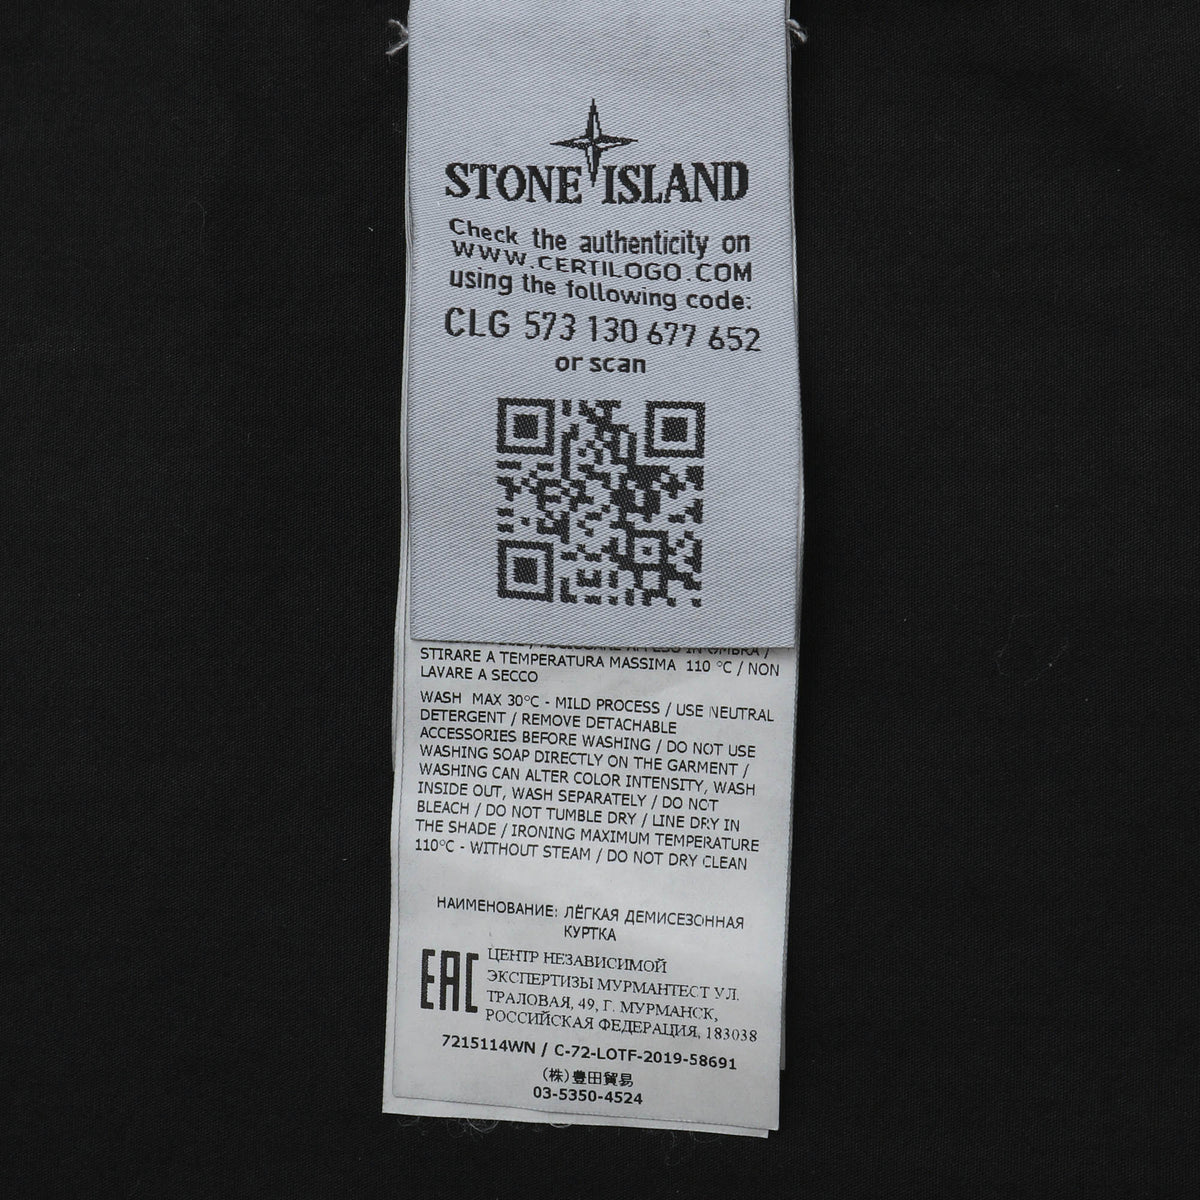 STONE ISLAND
Check the authenticity on
WWW.CERTILOGO.COM
using the following code:
CLG 573 130 677 652
or scan
STIRARE A TEMPERATURA MASSIMA 110 °C / NON
LAVARE A SECCO
WASH MAX 30°C - MILD PROCESS / USE NEUTRAL
DETERGENT / REMOVE DETACHABLE
ACCESSORIES BEFORE WASHING / DO NOT USE
WASHING SOAP DIRECTLY ON THE GARMENT /
WASHING CAN ALTER COLOR INTENSITY, WASH
INSIDE OUT, WASH SEPARATELY / DO NOT
BLEACH / DO NOT TUMBLE DRY / LINE DRY IN
THE SHADE / IRONING MAXIMUM TEMPERATURE
110°C - WITHOUT STEAM / DO NOT DRY CLEAN
НАИМЕНОВАНИЕ: ЛЁГКАЯ ДЕМИСЕЗОННАЯ
КУРТКА
EAC
ЦЕНТР НЕЗАВИСИМОЙ
ЭКСПЕРТИЗЫ МУРМАНТЕСТ УЛ.
ТРАЛОВАЯ, 49, Г. МУРМАНСК,
РОССИЙСКАЯ ФЕДЕРАЦИЯ, 183038
7215114WN / C-72-LOTF-2019-58691
(株)豊田貿易
03-5350-4524